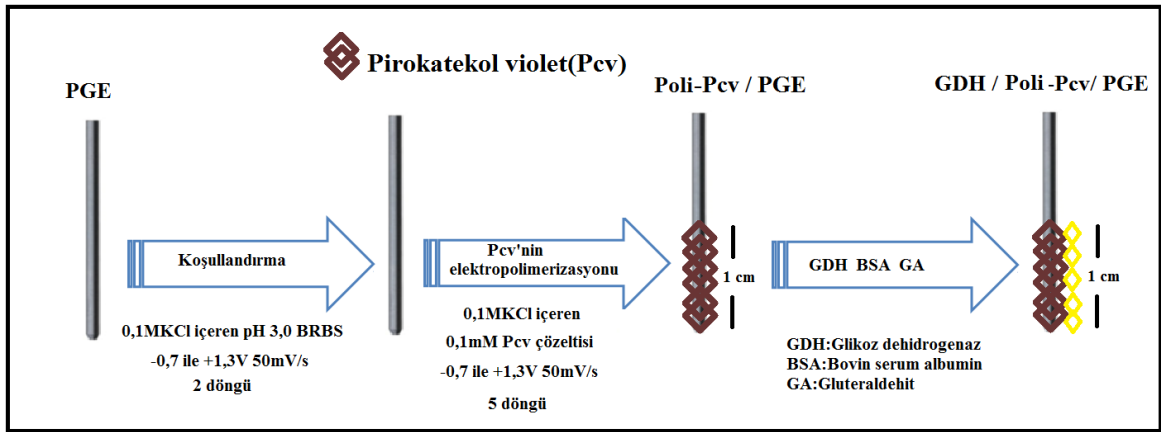 Pirokatekol violet(Pcv)
PGE
Poli-Pcv / PGE
GDH / Poli -Pcv/ PGE
Koşullandırma
0,1MKCl içeren pH 3,0 BRBS
-0,7 ile +1,3V 50mV/s
2 döngü
Pcv'nin
elektropolimerizasyonu
0,1MKCl içeren
0,1mM Pcv çözeltisi
-0,7 ile +1,3V 50mV/s
5 döngü
1 cm
GDH BSA GA
GDH:Glikoz dehidrogenaz
BSA:Bovin serum albumin
GA:Gluteraldehit
1 cm